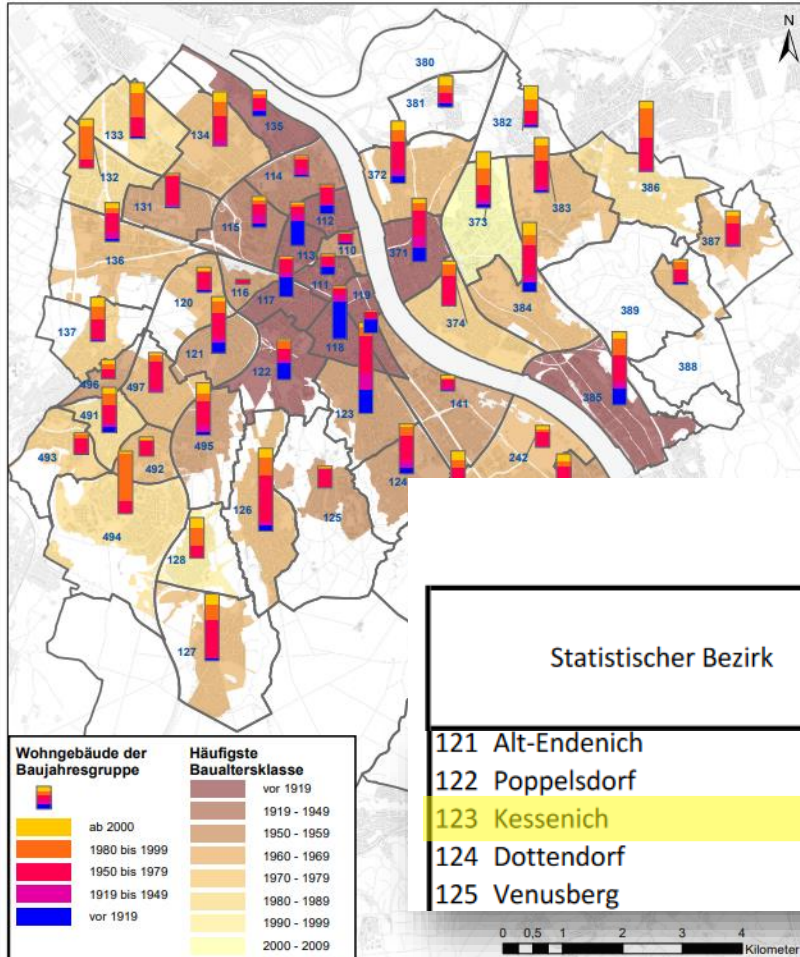 N
380
381
382
133
134
135
132
114
372
386
131
373
383
112
115
387
136
110
113
371
389
116
111
120
117
119
384
374
137
118
121
388
122
385
496
497
123
141
491
495
493
492
242
124
126
125
494
128
127
Statistischer Bezirk
121 Alt-Endenich
122 Poppelsdorf
123 Kessenich
124 Dottendorf
125 Venusberg
Wohngebäude der
Baujahresgruppe
ab 2000
1980 bis 1999
1950 bis 1979
1919 bis 1949
vor 1919
Häufigste
Baualtersklasse
vor 1919
1919 - 1949
1950 - 1959
1960 - 1969
1970 - 1979
1980 - 1989
1990 - 1999
2000 - 2009
0 0,5 1 2 3 4
Kilometer